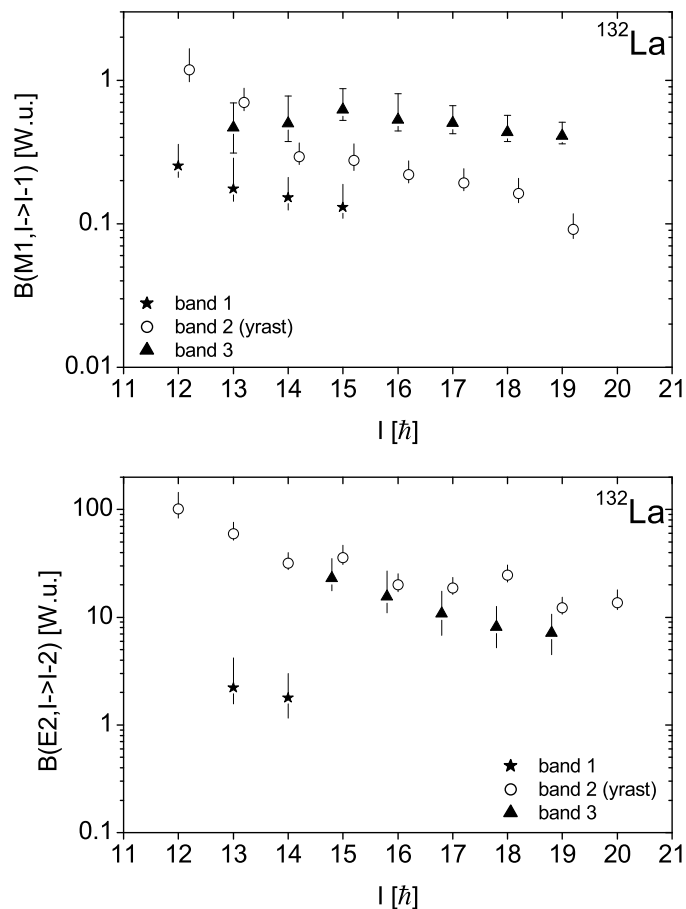 ¹³²La
B(M1,I->I-1) [W.u.]
1
0.1
0.01
band 1
band 2 (yrast)
band 3
11 12 13 14 15 16 17 18 19 20 21
I [ħ]
¹³²La
B(E2,I->I-2) [W.u.]
100
10
1
0.1
band 1
band 2 (yrast)
band 3
11 12 13 14 15 16 17 18 19 20 21
I [ħ]